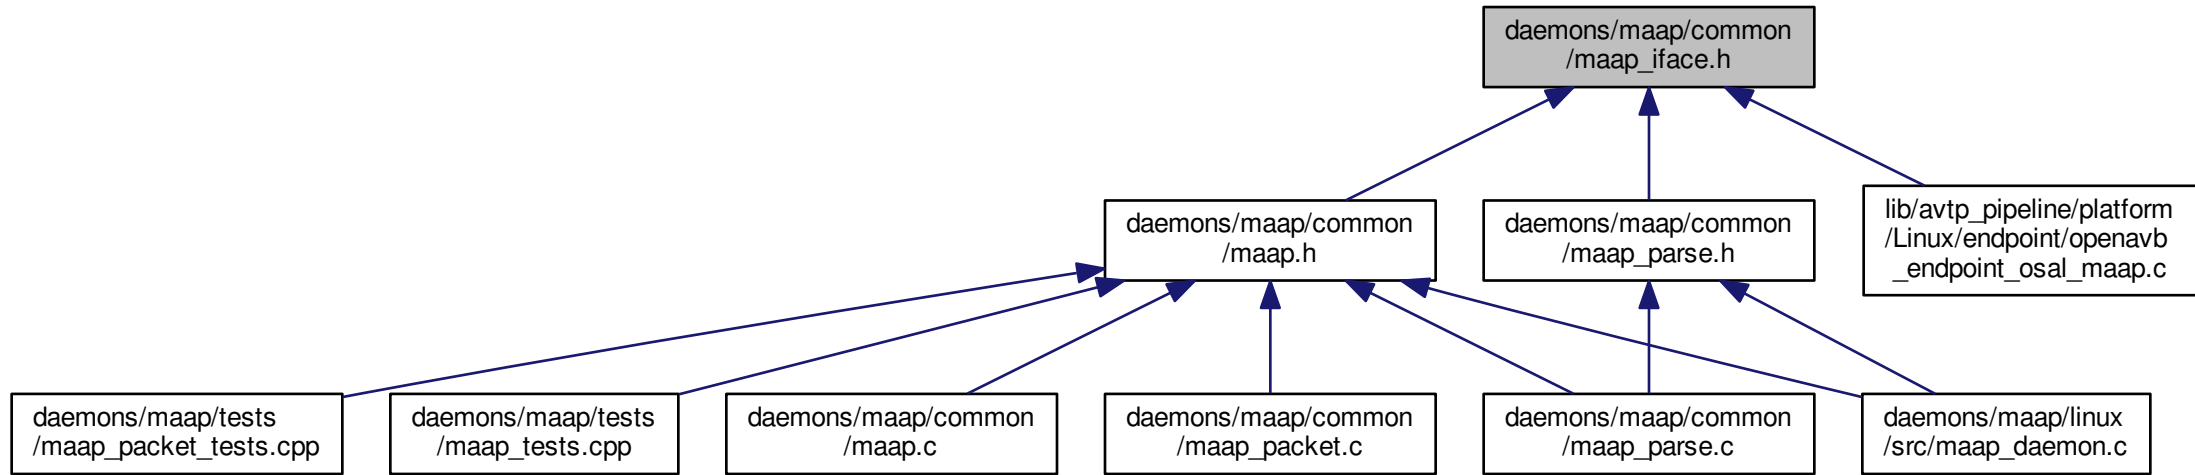 daemons/maap/common
/maap_iface.h
daemons/maap/common
/maap.h
daemons/maap/common
/maap_parse.h
lib/avtp_pipeline/platform
/Linux/endpoint/openavb
_endpoint_osal_maap.c
daemons/maap/tests
/maap_packet_tests.cpp
daemons/maap/tests
/maap_tests.cpp
daemons/maap/common
/maap.c
daemons/maap/common
/maap_packet.c
daemons/maap/common
/maap_parse.c
daemons/maap/linux
/src/maap_daemon.c